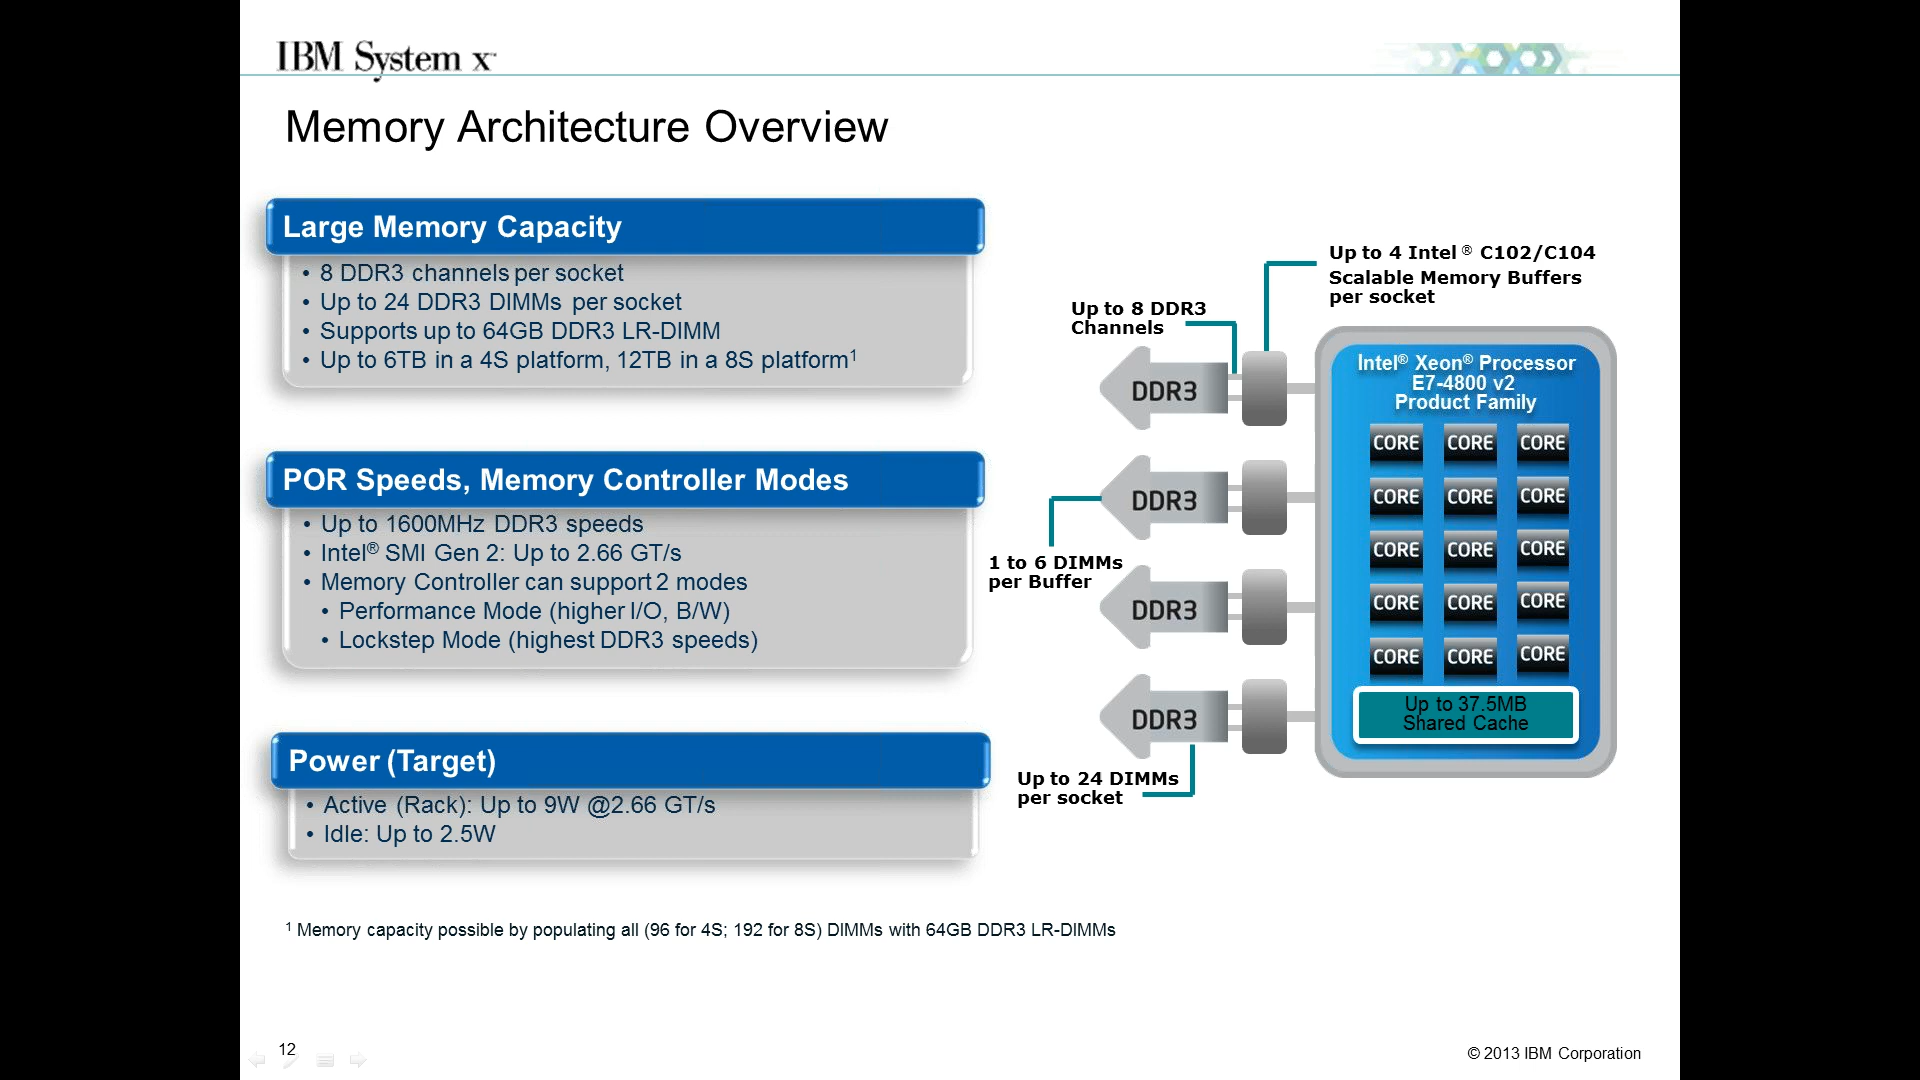 IBM System x™
Memory Architecture Overview
Large Memory Capacity
• 8 DDR3 channels per socket
• Up to 24 DDR3 DIMMs per socket
• Supports up to 64GB DDR3 LR-DIMM
• Up to 6TB in a 4S platform, 12TB in a 8S platform¹
POR Speeds, Memory Controller Modes
• Up to 1600MHz DDR3 speeds
• Intel® SMI Gen 2: Up to 2.66 GT/s
• Memory Controller can support 2 modes
• Performance Mode (higher I/O, B/W)
• Lockstep Mode (highest DDR3 speeds)
Power (Target)
• Active (Rack): Up to 9W @2.66 GT/s
• Idle: Up to 2.5W
Up to 4 Intel ® C102/C104
Scalable Memory Buffers
per socket
Up to 8 DDR3
Channels
DDR3
DDR3
1 to 6 DIMMs
per Buffer
DDR3
DDR3
Up to 24 DIMMs
per socket
Intel® Xeon® Processor
E7-4800 v2
Product Family
CORE CORE CORE
CORE CORE CORE
CORE CORE CORE
CORE CORE CORE
CORE CORE CORE
Up to 37.5MB
Shared Cache
¹ Memory capacity possible by populating all (96 for 4S; 192 for 8S) DIMMs with 64GB DDR3 LR-DIMMs
12
© 2013 IBM Corporation